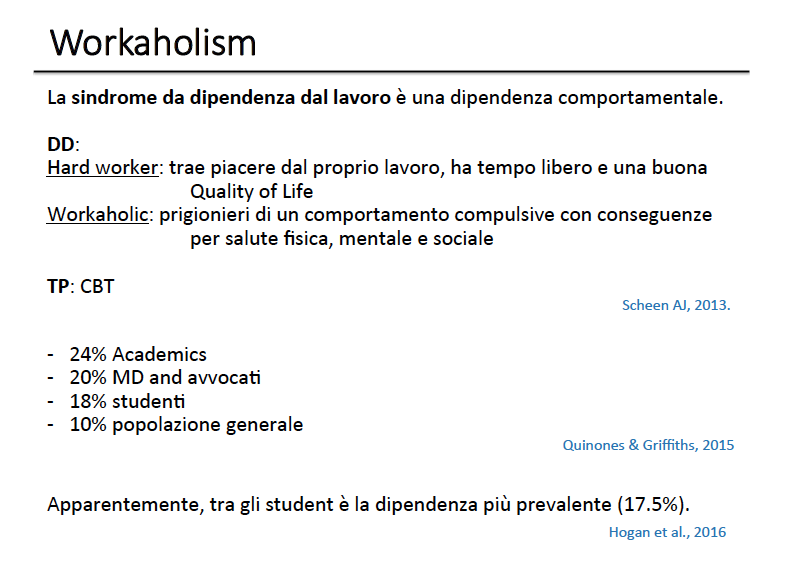 Workaholism
La sindrome da dipendenza dal lavoro è una dipendenza comportamentale.
DD:
Hard worker: trae piacere dal proprio lavoro, ha tempo libero e una buona
Quality of Life
Workaholic: prigionieri di un comportamento compulsive con conseguenze
per salute fisica, mentale e sociale
TP: CBT
Scheen AJ, 2013.
- 24% Academics
- 20% MD and avvocati
- 18% studenti
- 10% popolazione generale
Quinones & Griffiths, 2015
Apparentemente, tra gli student è la dipendenza più prevalente (17.5%).
Hogan et al., 2016